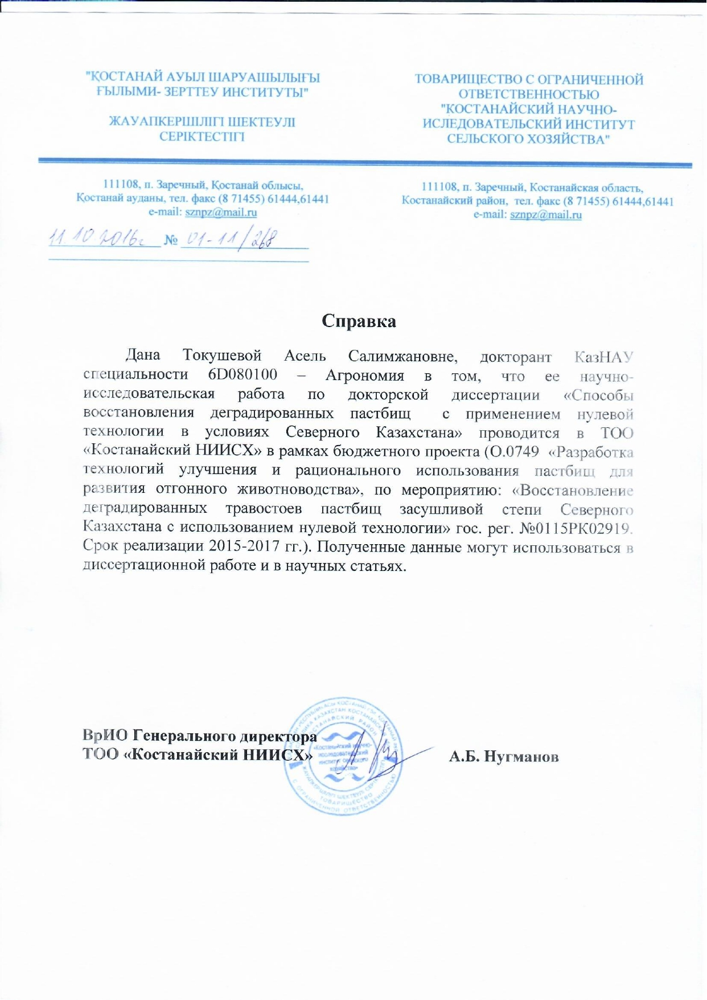 "ҚОСТАНАЙ АУЫЛ ШАРУАШЫЛЫҒЫ
ҒЫЛЫМИ- ЗЕРТТЕУ ИНСТИТУТЫ"
ЖАУАПКЕРШІЛІГІ ШЕКТЕУЛІ
СЕРІКТЕСТІГІ
ТОВАРИЩЕСТВО С ОГРАНИЧЕННОЙ
ОТВЕТСТВЕННОСТЬЮ
"КОСТАНАЙСКИЙ НАУЧНО-
ИСЛЕДОВАТЕЛЬСКИЙ ИНСТИТУТ
СЕЛЬСКОГО ХОЗЯЙСТВА"
111108, п. Заречный, Қостанай облысы,
Қостанай ауданы, тел. факс (8 71455) 61444,61441
e-mail: sznpz@mail.ru
111108, п. Заречный, Костанайская область,
Костанайский район, тел. факс (8 71455) 61444,61441
e-mail: sznpz@mail.ru
11.10.2016г № 01-11/268
Справка
Дана Токушевой Асель Салимжановне, докторант КазНАУ
специальности 6D080100 – Агрономия в том, что ее научно-
исследовательская работа по докторской диссертации «Способы
восстановления деградированных пастбищ с применением нулевой
технологии в условиях Северного Казахстана» проводится в ТОО
«Костанайский НИИСХ» в рамках бюджетного проекта (О.0749 «Разработка
технологий улучшения и рационального использования пастбищ для
развития отгонного животноводства», по мероприятию: «Восстановление
деградированных травостоев пастбищ засушливой степи Северного
Казахстана с использованием нулевой технологии» гос. рег. №0115РК02919.
Срок реализации 2015-2017 гг.). Полученные данные могут использоваться в
диссертационной работе и в научных статьях.
ВрИО Генерального директора
ТОО «Костанайский НИИСХ»
А.Б. Нугманов
«Костанайский научно-
исследовательский
институт сельского
хозяйства»
ТОВАРИЩЕСТВО
С ОГРАНИЧЕННОЙ ОТВЕТСТВЕННОСТЬЮ